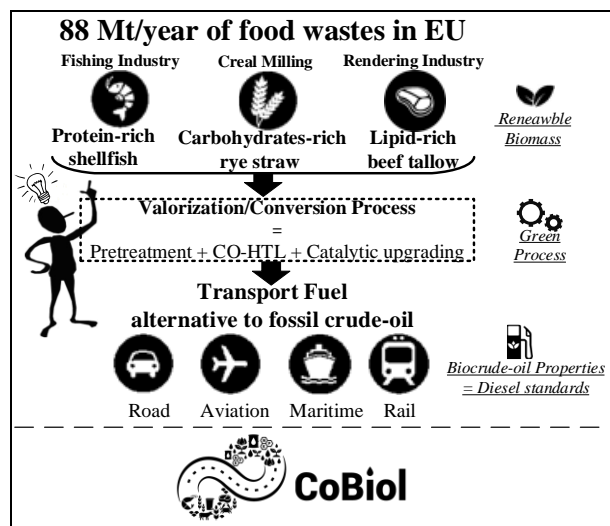 88 Mt/year of food wastes in EU
Fishing Industry
Creal Milling
Rendering Industry
Protein-rich
shellfish
Carbohydrates-rich
rye straw
Lipid-rich
beef tallow
Reneawble
Biomass
Valorization/Conversion Process
=
Pretreatment + CO-HTL + Catalytic upgrading
Green
Process
Transport Fuel
alternative to fossil crude-oil
Road
Aviation
Maritime
Rail
Biocrude-oil Properties
= Diesel standards
CoBiol